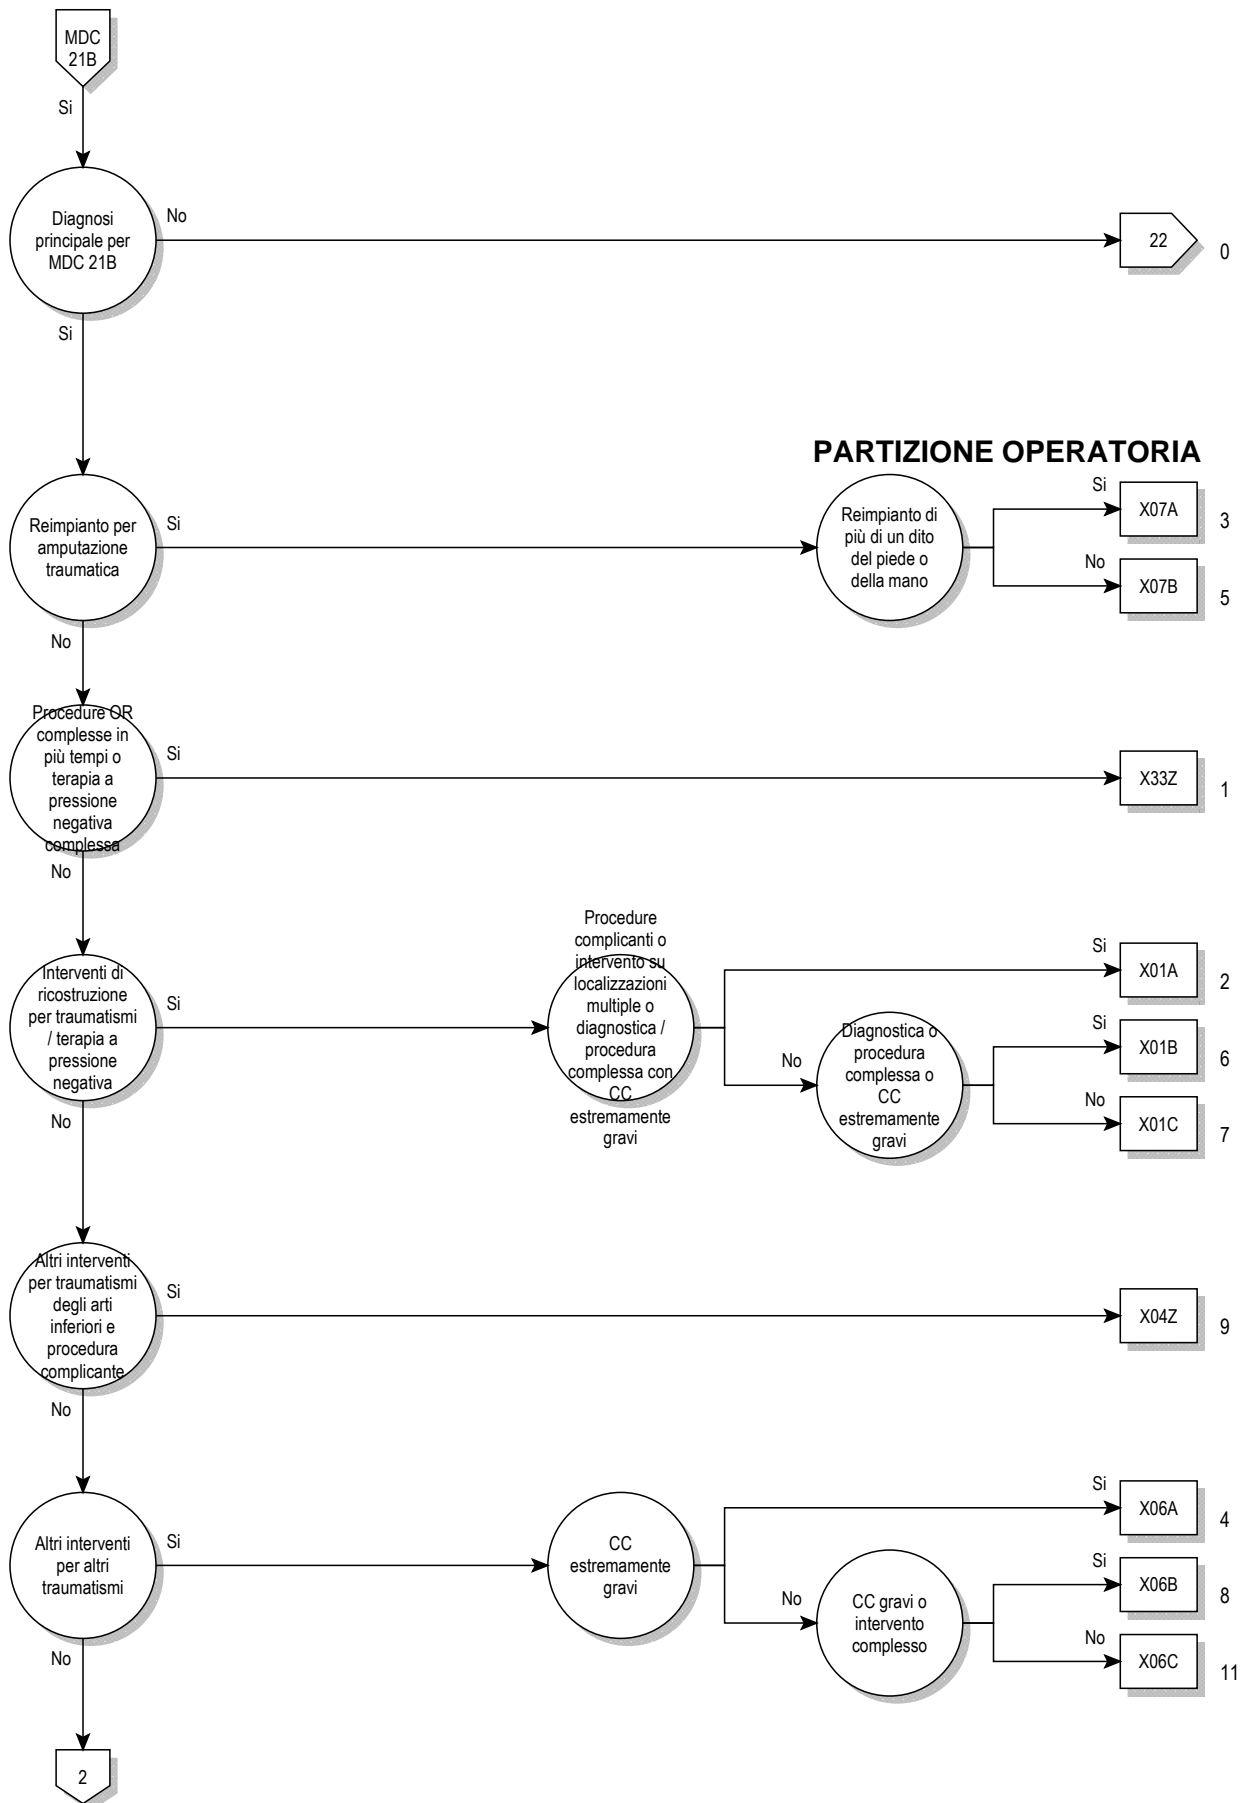 MDC
21B
Si
Diagnosi
principale per
MDC 21B
No
22
0
Si
PARTIZIONE OPERATORIA
Reimpianto per
amputazione
traumatica
Si
Reimpianto di
più di un dito
del piede o
della mano
Si
X07A
3
No
X07B
5
No
Procedure OR
complesse in
più tempi o
terapia a
pressione
negativa
complessa
Si
X33Z
1
No
Interventi di
ricostruzione
per traumatismi
/ terapia a
pressione
negativa
Si
Procedure
complicanti o
intervento su
localizzazioni
multiple o
diagnostica /
procedura
complessa con
CC
estremamente
gravi
Si
X01A
2
No
Diagnostica o
procedura
complessa o
CC
estremamente
gravi
Si
X01B
6
No
X01C
7
No
Altri interventi
per traumatismi
degli arti
inferiori e
procedura
complicante
Si
X04Z
9
No
Altri interventi
per altri
traumatismi
Si
CC
estremamente
gravi
Si
X06A
4
No
CC gravi o
intervento
complesso
Si
X06B
8
No
X06C
11
No
2